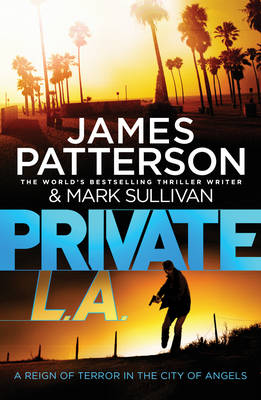 JAMES
PATTERSON
THE WORLD'S BESTSELLING THRILLER WRITER
& MARK SULLIVAN
PRIVATE
L.A.
A REIGN OF TERROR IN THE CITY OF ANGELS